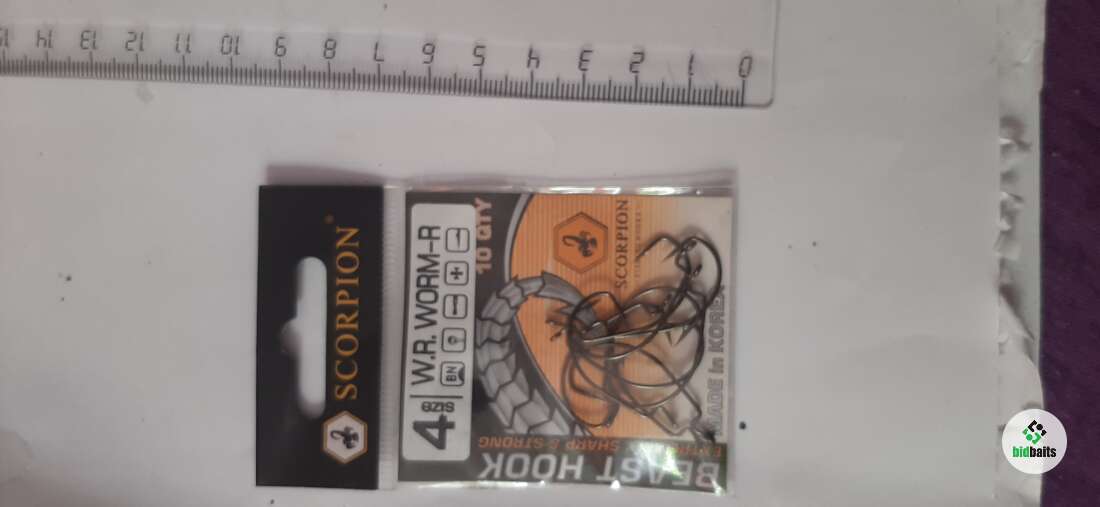 15 14 13 12 11 10 9 8 7 6 5 4 3 2 1 0
SCORPION
®
4 SIZE
W.R. WORM-R
BN
10 QTY
SCORPION
MADE in KOREA
SHARP & STRONG
BEAST HOOK
bidbaits